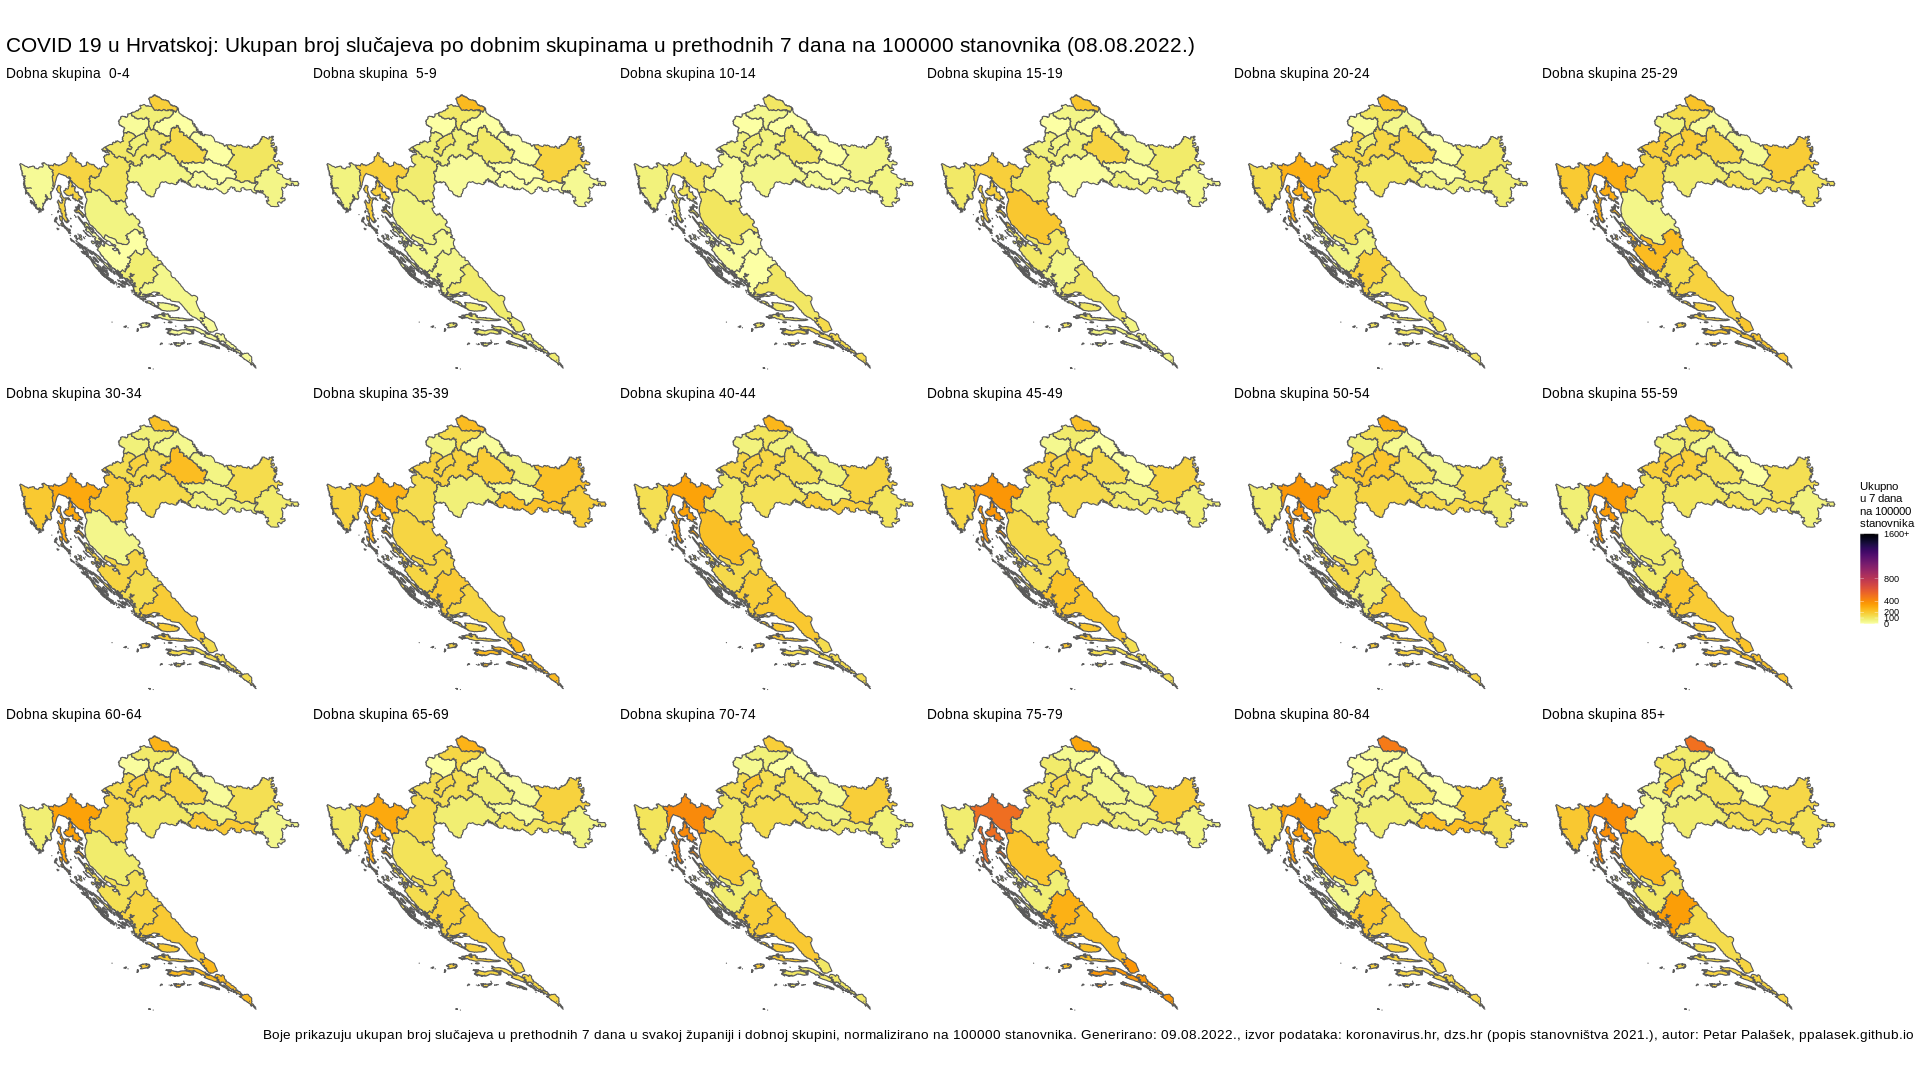 COVID 19 u Hrvatskoj: Ukupan broj slučajeva po dobnim skupinama u prethodnih 7 dana na 100000 stanovnika (08.08.2022.)
Dobna skupina  0-4
Dobna skupina  5-9
Dobna skupina 10-14
Dobna skupina 15-19
Dobna skupina 20-24
Dobna skupina 25-29
Dobna skupina 30-34
Dobna skupina 35-39
Dobna skupina 40-44
Dobna skupina 45-49
Dobna skupina 50-54
Dobna skupina 55-59
Ukupno
u 7 dana
na 100000
stanovnika
1600+
800
400
200
100
0
Dobna skupina 60-64
Dobna skupina 65-69
Dobna skupina 70-74
Dobna skupina 75-79
Dobna skupina 80-84
Dobna skupina 85+
Boje prikazuju ukupan broj slučajeva u prethodnih 7 dana u svakoj županiji i dobnoj skupini, normalizirano na 100000 stanovnika. Generirano: 09.08.2022., izvor podataka: koronavirus.hr, dzs.hr (popis stanovništva 2021.), autor: Petar Palašek, ppalasek.github.io